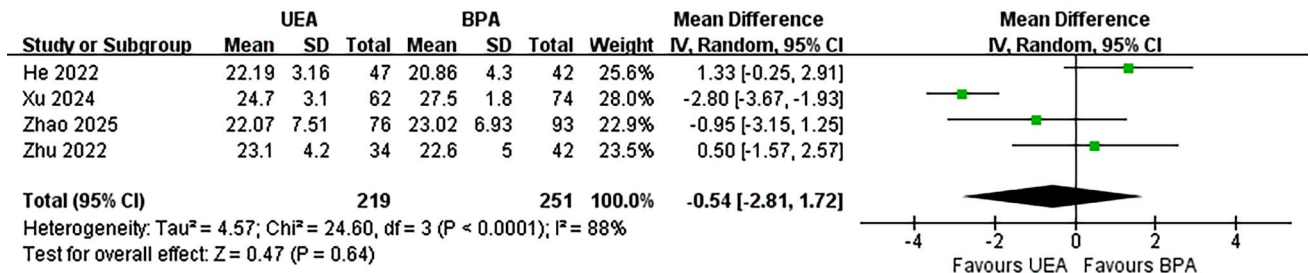 UEA BPA Mean Difference Mean Difference
Study or Subgroup Mean SD Total Mean SD Total Weight IV, Random, 95% CI IV, Random, 95% CI
He 2022 22.19 3.16 47 20.86 4.3 42 25.6% 1.33 [-0.25, 2.91]
Xu 2024 24.7 3.1 62 27.5 1.8 74 28.0% -2.80 [-3.67, -1.93]
Zhao 2025 22.07 7.51 76 23.02 6.93 93 22.9% -0.95 [-3.15, 1.25]
Zhu 2022 23.1 4.2 34 22.6 5 42 23.5% 0.50 [-1.57, 2.57]
Total (95% CI) 219 251 100.0% -0.54 [-2.81, 1.72]
Heterogeneity: Tau² = 4.57; Chi² = 24.60, df = 3 (P < 0.0001); I² = 88%
Test for overall effect: Z = 0.47 (P = 0.64)
-4 -2 0 2 4
Favours UEA Favours BPA